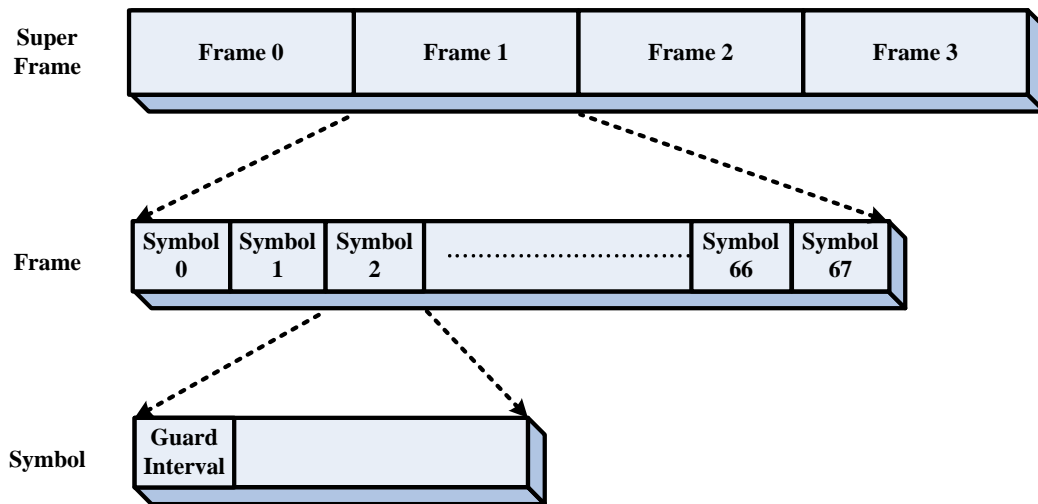 Super
Frame
Frame 0
Frame 1
Frame 2
Frame 3
Frame
Symbol
0
Symbol
1
Symbol
2
Symbol
66
Symbol
67
Symbol
Guard
Interval